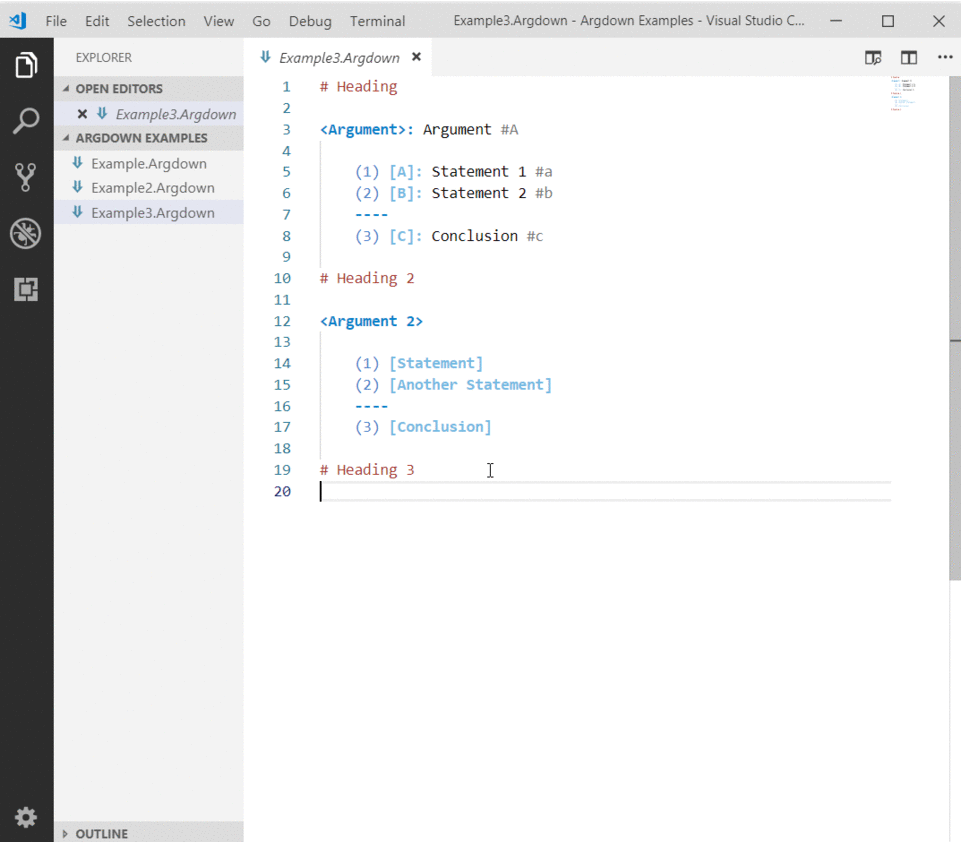 File Edit Selection View Go Debug Terminal Example3.Argdown - Argdown Examples - Visual Studio C...
EXPLORER
OPEN EDITORS
Example3.Argdown
ARGDOWN EXAMPLES
Example.Argdown
Example2.Argdown
Example3.Argdown
OUTLINE
Example3.Argdown
1 # Heading
2
3 <Argument>: Argument #A
4
5 (1) [A]: Statement 1 #a
6 (2) [B]: Statement 2 #b
7 ----
8 (3) [C]: Conclusion #c
9
10 # Heading 2
11
12 <Argument 2>
13
14 (1) [Statement]
15 (2) [Another Statement]
16 ----
17 (3) [Conclusion]
18
19 # Heading 3
20